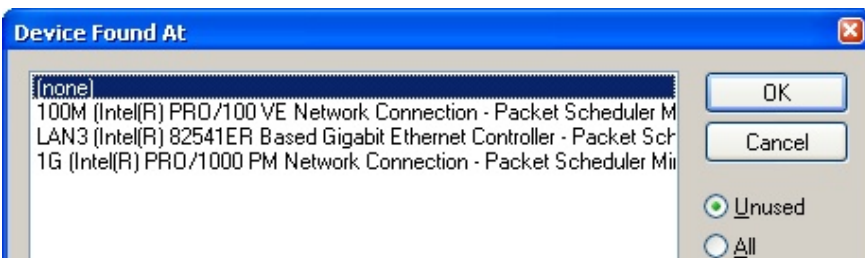 Device Found At
(none)
100M (Intel(R) PRO/100 VE Network Connection - Packet Scheduler M
LAN3 (Intel(R) 82541ER Based Gigabit Ethernet Controller - Packet Sch
1G (Intel(R) PRO/1000 PM Network Connection - Packet Scheduler Mir
OK
Cancel
Unused
All